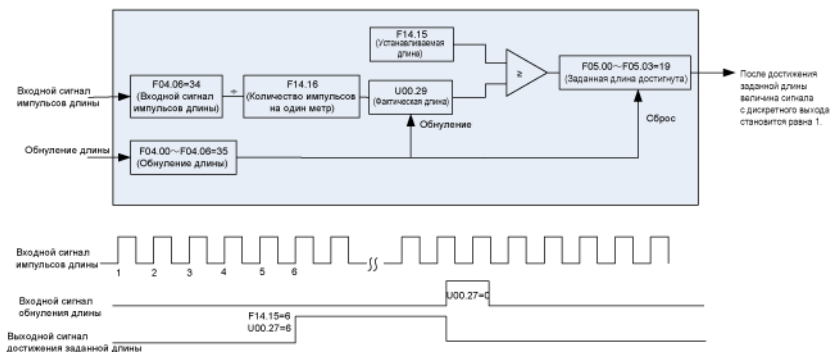 F14.15
(Устанавливаемая
длина)
Входной сигнал
импульсов длины
F04.06=34
(Входной сигнал
импульсов длины)
÷
F14.16
(Количество импульсов
на один метр)
U00.29
(Фактическая длина)
≥
F05.00~F05.03=19
(Заданная длина достигнута)
После достижения
заданной длины
величина сигнала
с дискретного выхода
становится равна 1.
Обнуление
Сброс
Обнуление длины
F04.00~F04.06=35
(Обнуление длины)
Входной сигнал
импульсов длины
1 2 3 4 5 6
Входной сигнал
обнуления длины
U00.27=0
F14.15=6
U00.27=6
Выходной сигнал
достижения заданной длины